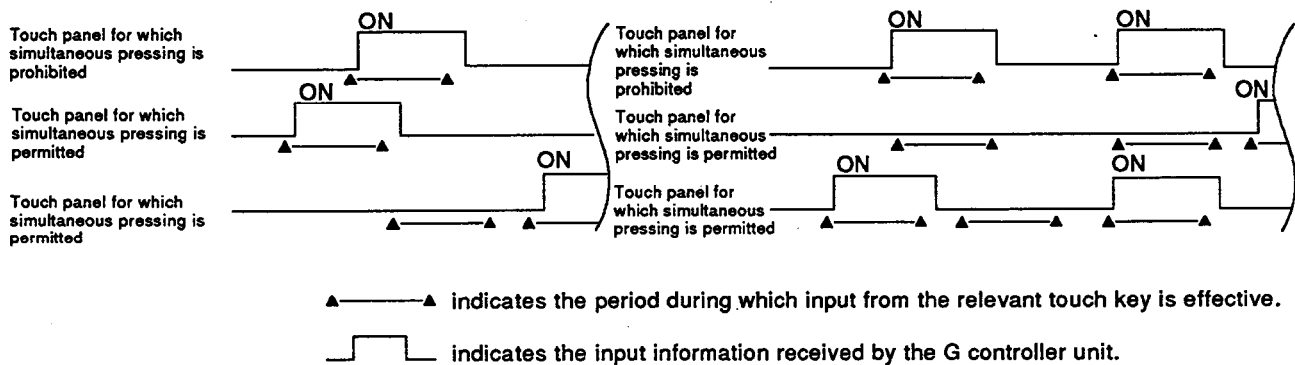 Touch panel for which
simultaneous pressing is
prohibited
ON
Touch panel for which
simultaneous pressing is
permitted
ON
Touch panel for which
simultaneous pressing is
permitted
ON
Touch panel for
which simultaneous
pressing is
prohibited
ON
ON
Touch panel for
which simultaneous
pressing is permitted
ON
Touch panel for
which simultaneous
pressing is permitted
ON
ON
indicates the period during which input from the relevant touch key is effective.
indicates the input information received by the G controller unit.